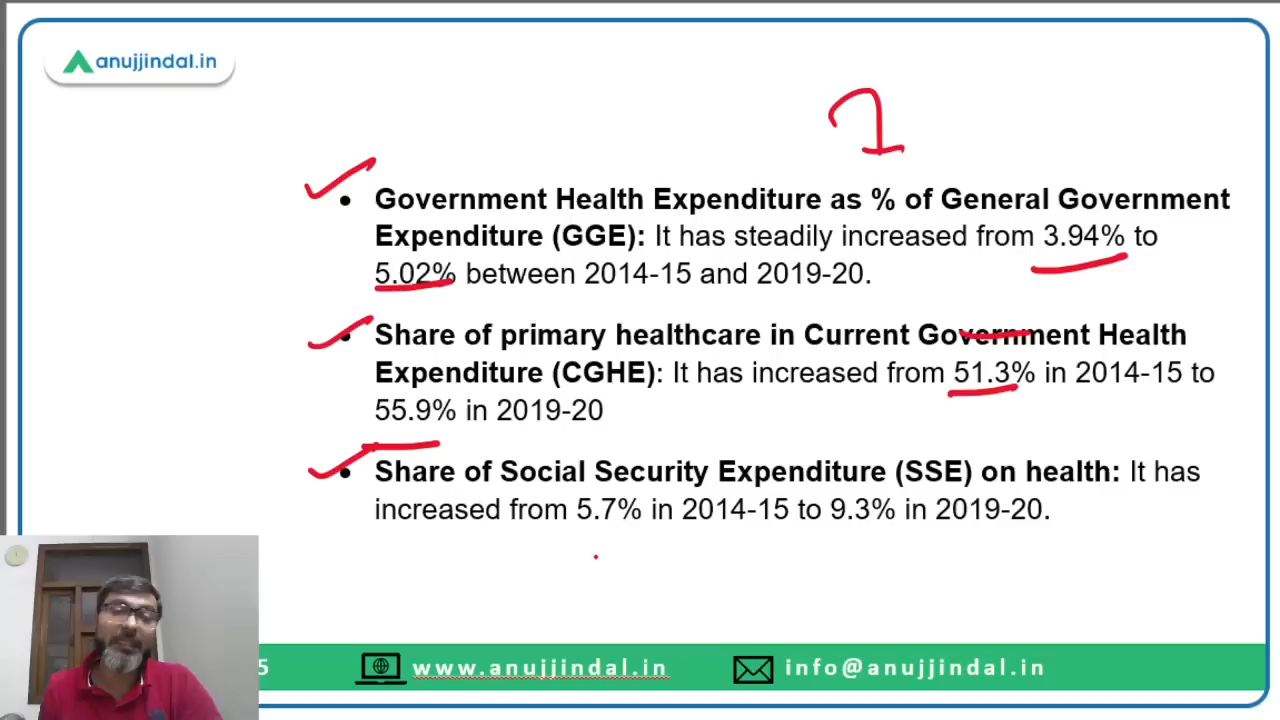 anujjindal.in
1
• Government Health Expenditure as % of General Government
Expenditure (GGE): It has steadily increased from 3.94% to
5.02% between 2014-15 and 2019-20.
• Share of primary healthcare in Current Government Health
Expenditure (CGHE): It has increased from 51.3% in 2014-15 to
55.9% in 2019-20
• Share of Social Security Expenditure (SSE) on health: It has
increased from 5.7% in 2014-15 to 9.3% in 2019-20.
5 www.anujjindal.in info@anujjindal.in